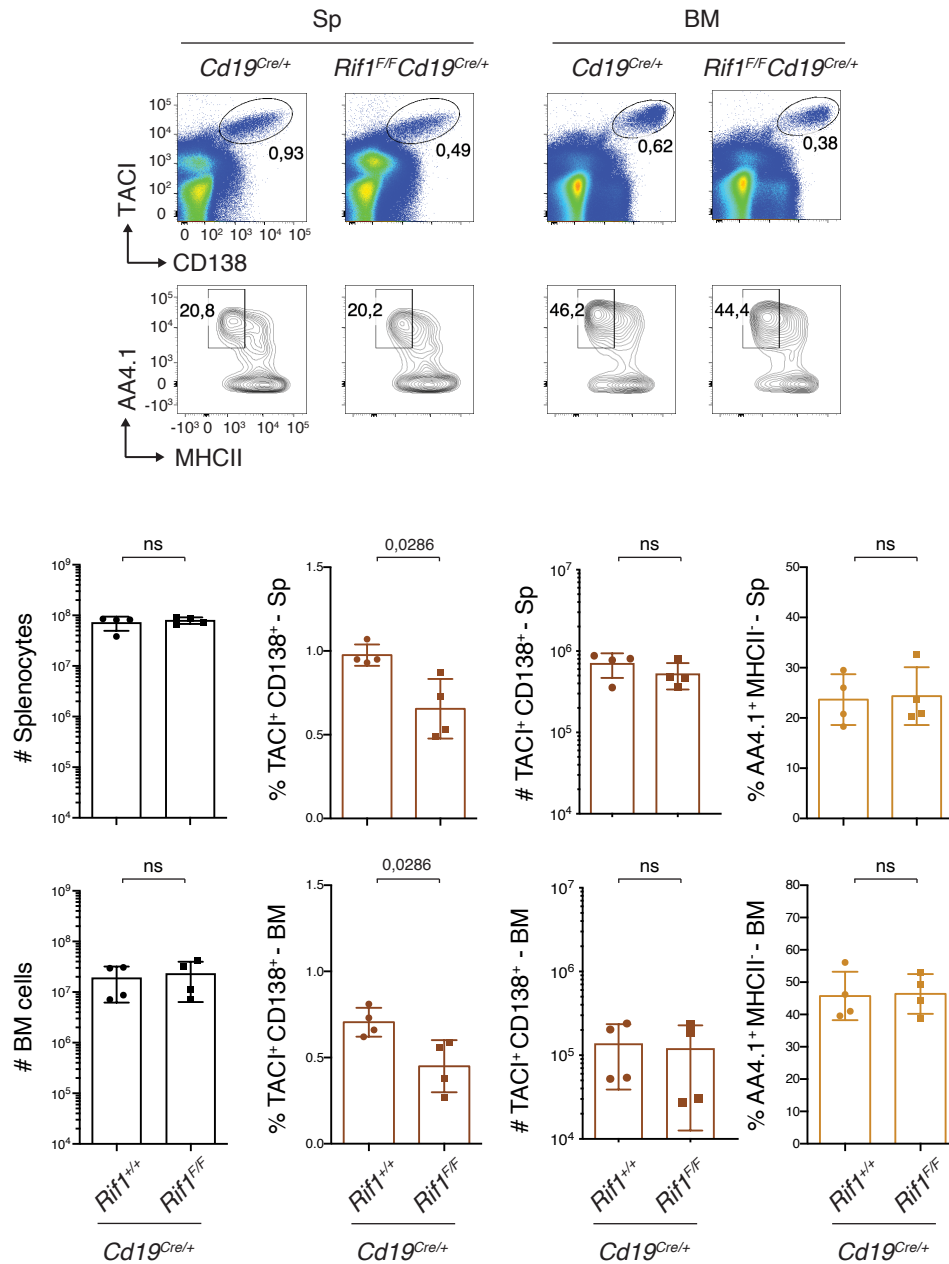 Sp BM
Cd19Cre/+ Rif1F/FCd19Cre/+ Cd19Cre/+ Rif1F/FCd19Cre/+
TACI
10⁵
10⁴
10³
10²
0
0,93 0,49 0,62 0,38
0 10² 10³ 10⁴ 10⁵
CD138
AA4.1
10⁵
10⁴
10³
0
-10³
20,8 20,2 46,2 44,4
-10³ 0 10³ 10⁴ 10⁵
MHCII
ns 0,0286 ns ns
# Splenocytes
10⁹
10⁸
10⁷
10⁶
10⁵
10⁴
% TACI⁺ CD138⁺ - Sp
1.5
1.0
0.5
0.0
# TACI⁺ CD138⁺ - Sp
10⁷
10⁶
10⁵
10⁴
% AA4.1⁺ MHCII⁻ - Sp
50
40
30
20
10
0
ns 0,0286 ns ns
# BM cells
10⁹
10⁸
10⁷
10⁶
10⁵
10⁴
% TACI⁺ CD138⁺ - BM
1.5
1.0
0.5
0.0
# TACI⁺ CD138⁺ - BM
10⁷
10⁶
10⁵
10⁴
% AA4.1⁺ MHCII⁻ - BM
80
70
60
50
40
30
20
10
0
Rif1+/+ Rif1F/F Rif1+/+ Rif1F/F Rif1+/+ Rif1F/F Rif1+/+ Rif1F/F
Cd19Cre/+ Cd19Cre/+ Cd19Cre/+ Cd19Cre/+